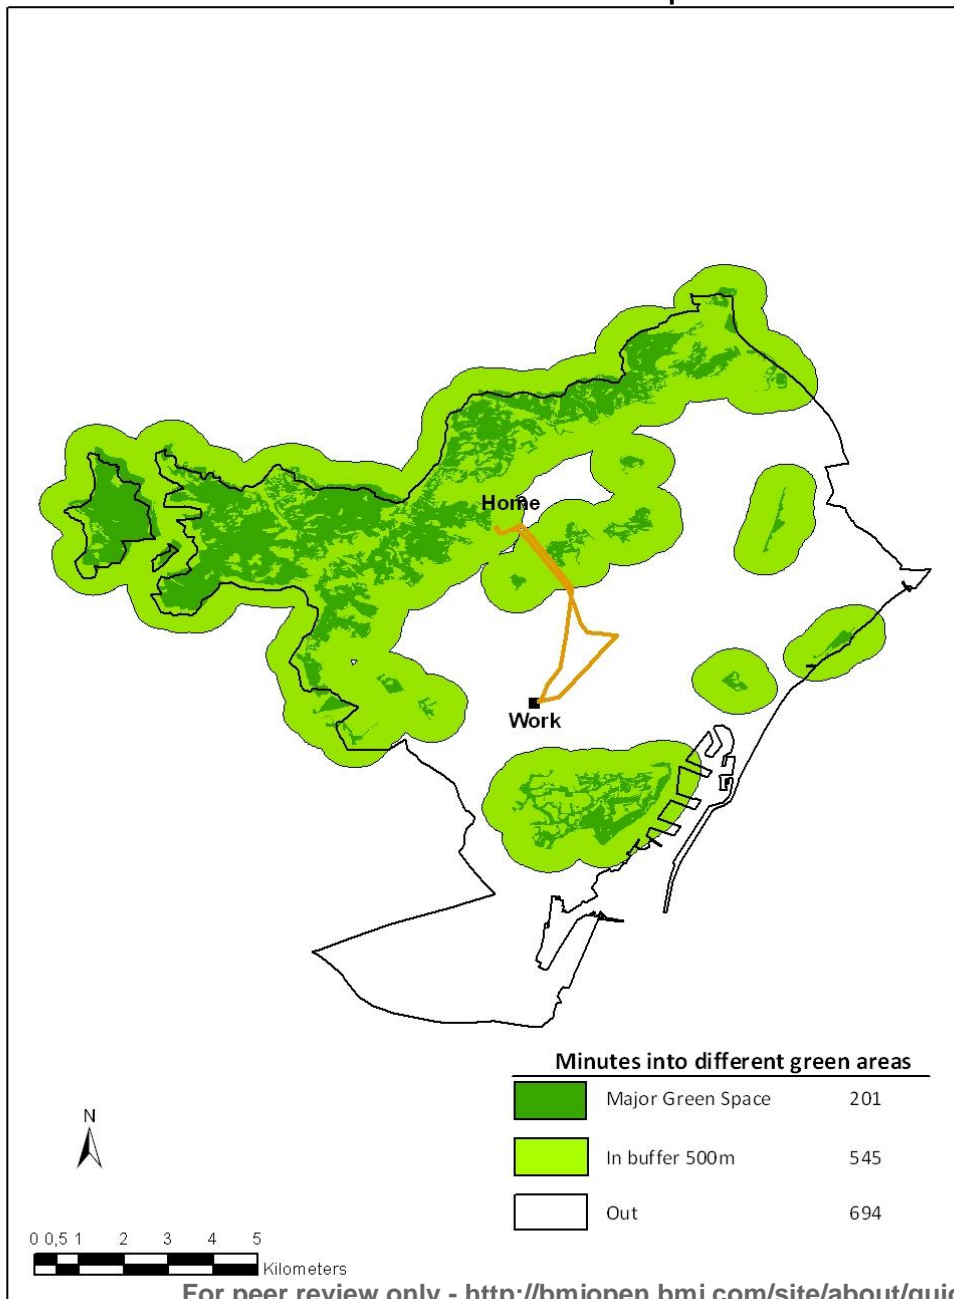 Home
Work
Minutes into different green areas
Major Green Space 201
In buffer 500m 545
Out 694
N
0 0,5 1 2 3 4 5
Kilometers
For peer review only - http://bmjopen.bmj.com/site/about/gui